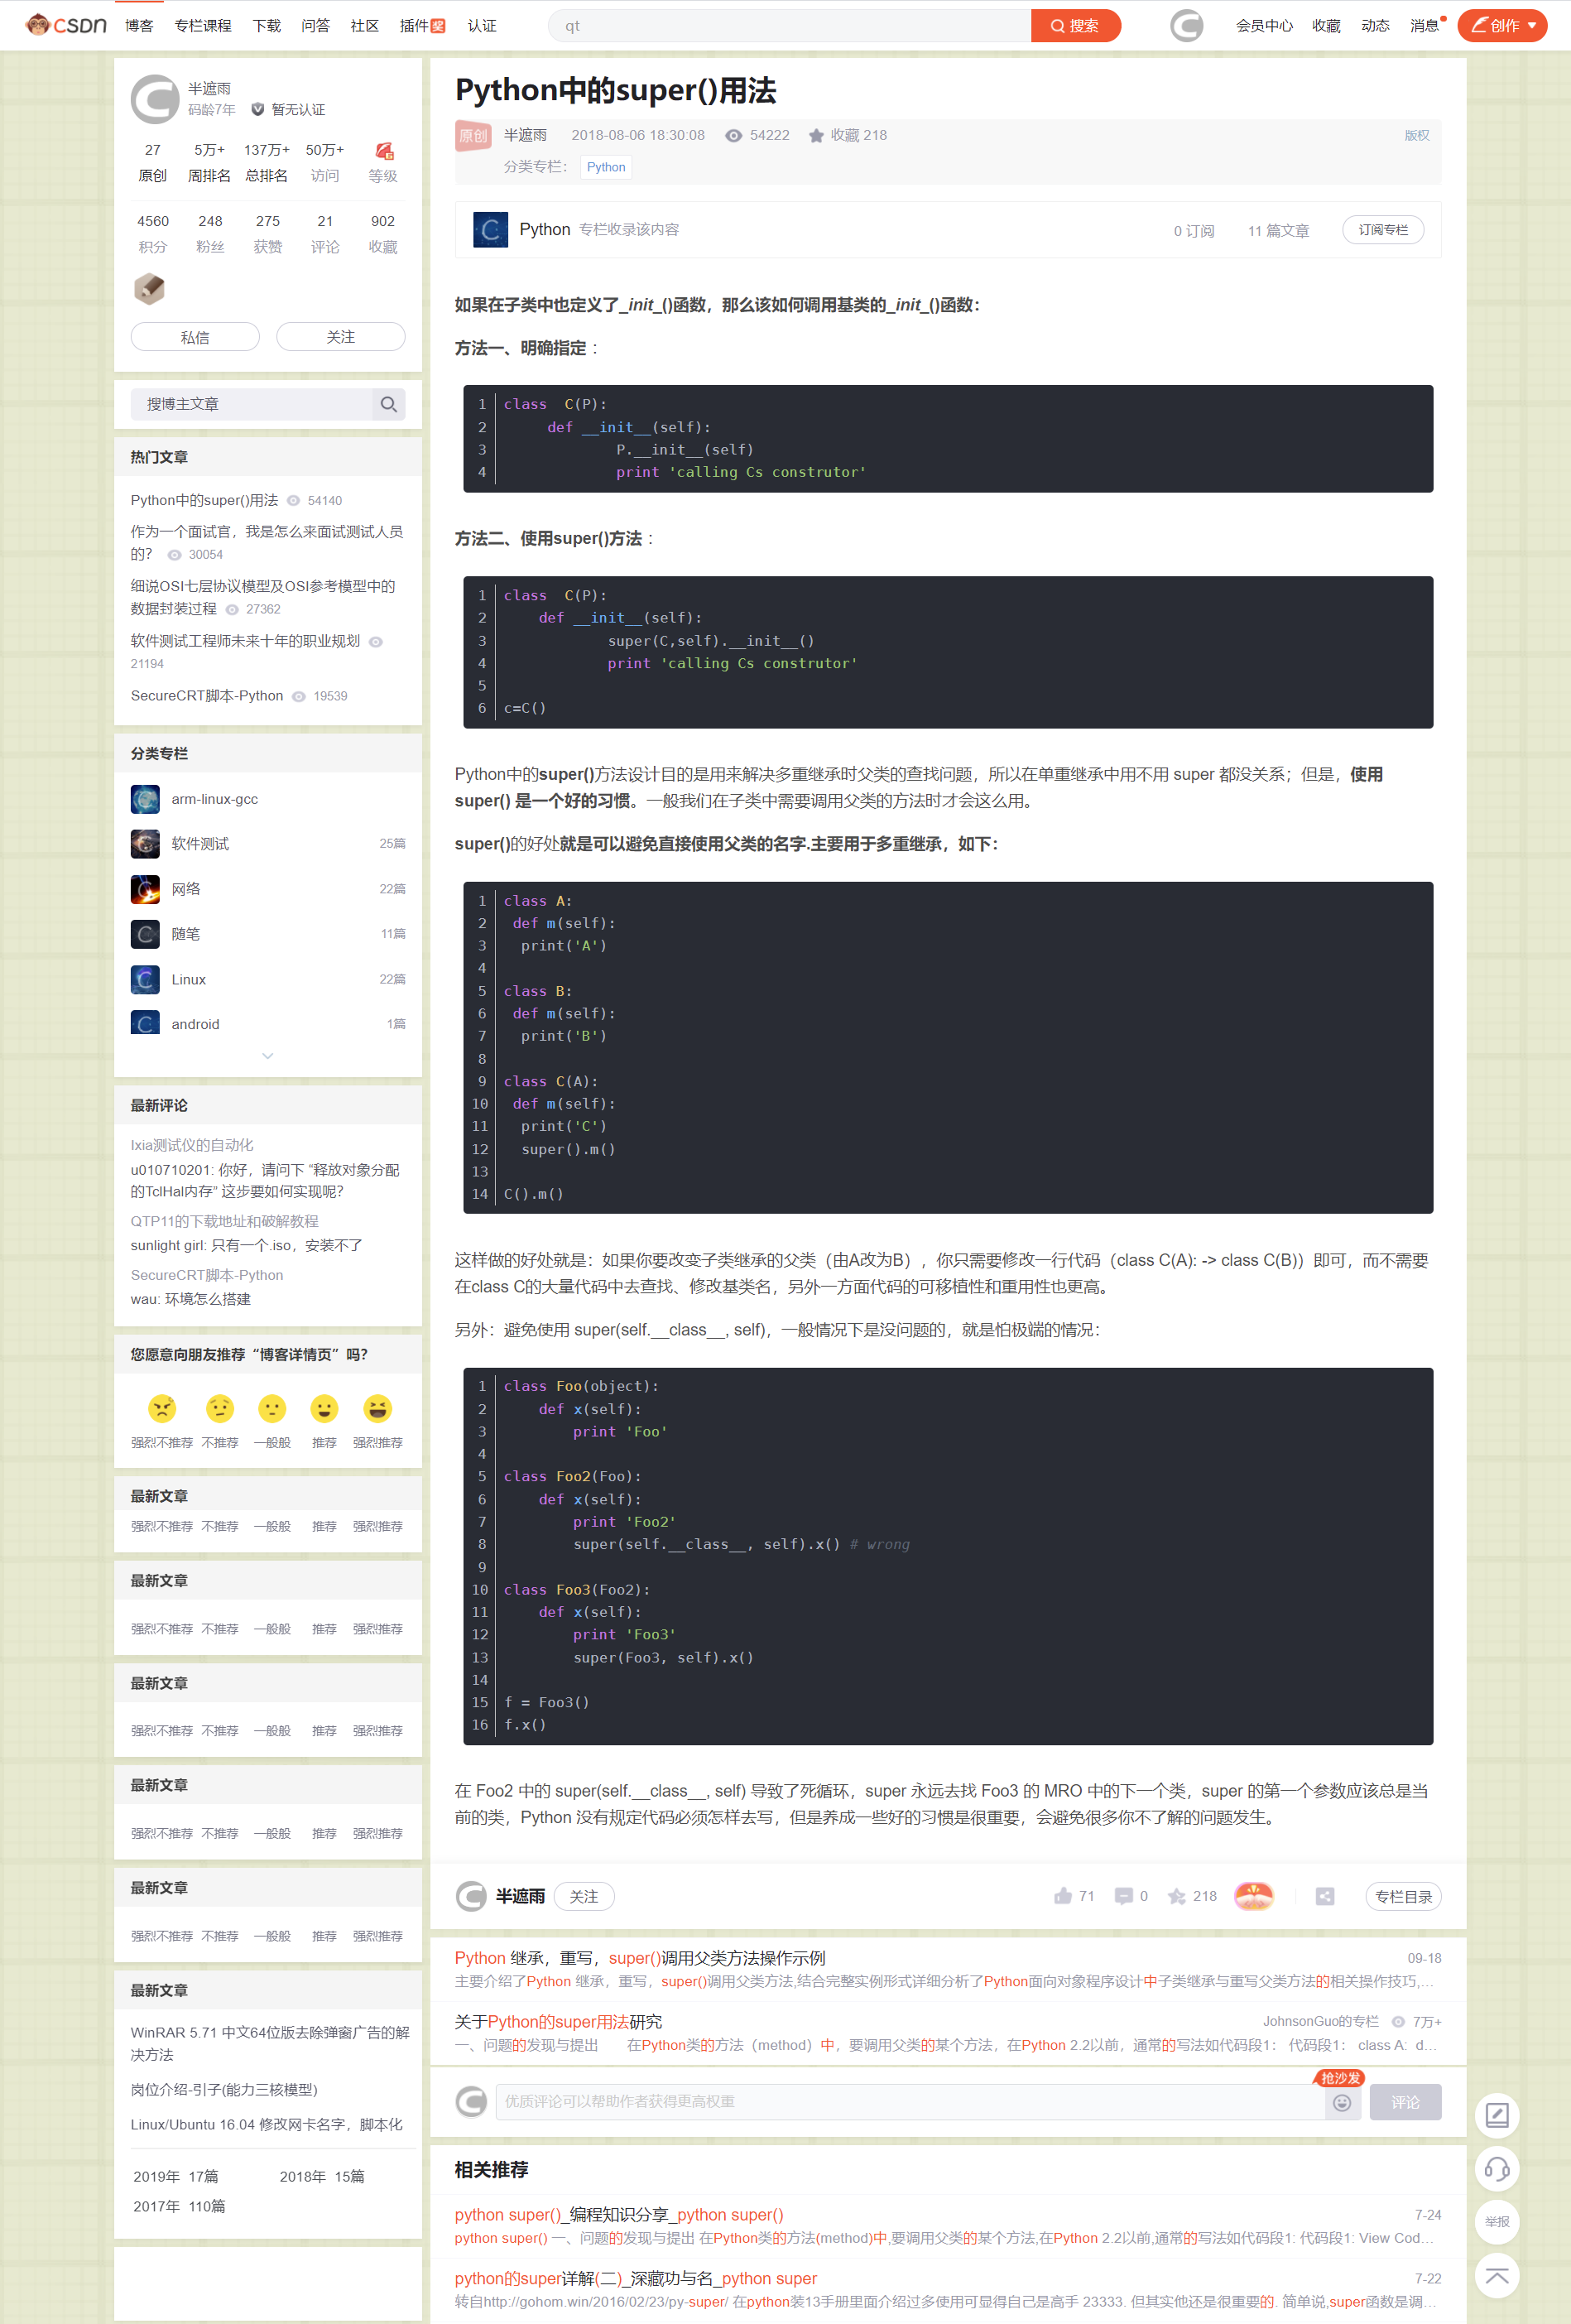 CSDN 博客 专栏课程 下载 问答 社区 插件 奖 认证 qt 搜索 会员中心 收藏 动态 消息 创作
半遮雨
码龄7年 暂无认证
27 5万+ 137万+ 50万+
原创 周排名 总排名 访问 等级
4560 248 275 21 902
积分 粉丝 获赞 评论 收藏
私信 关注
搜博主文章
热门文章
Python中的super()用法 54140
作为一个面试官，我是怎么来面试测试人员
的？ 30054
细说OSI七层协议模型及OSI参考模型中的
数据封装过程 27362
软件测试工程师未来十年的职业规划
21194
SecureCRT脚本-Python 19539
分类专栏
arm-linux-gcc
软件测试 25篇
网络 22篇
随笔 11篇
Linux 22篇
android 1篇
最新评论
Ixia测试仪的自动化
u010710201: 你好，请问下 "释放对象分配
的TclHal内存" 这步要如何实现呢？
QTP11的下载地址和破解教程
sunlight girl: 只有一个.iso，安装不了
SecureCRT脚本-Python
wau: 环境怎么搭建
您愿意向朋友推荐“博客详情页”吗？
强烈不推荐 不推荐 一般般 推荐 强烈推荐
最新文章
强烈不推荐 不推荐 一般般 推荐 强烈推荐
最新文章
强烈不推荐 不推荐 一般般 推荐 强烈推荐
最新文章
强烈不推荐 不推荐 一般般 推荐 强烈推荐
最新文章
强烈不推荐 不推荐 一般般 推荐 强烈推荐
最新文章
强烈不推荐 不推荐 一般般 推荐 强烈推荐
最新文章
WinRAR 5.71 中文64位版去除弹窗广告的解
决方法
岗位介绍-引子(能力三核模型)
Linux/Ubuntu 16.04 修改网卡名字，脚本化
2019年 17篇 2018年 15篇
2017年 110篇
Python中的super()用法
原创 半遮雨 2018-08-06 18:30:08 54222 收藏 218 版权
分类专栏： Python
Python 专栏收录该内容 0 订阅 11 篇文章 订阅专栏
如果在子类中也定义了_init_()函数，那么该如何调用基类的_init_()函数：
方法一、明确指定 ：
1 class  C(P):
2      def __init__(self):
3              P.__init__(self)
4              print 'calling Cs construtor'
方法二、使用super()方法 ：
1 class  C(P):
2     def __init__(self):
3             super(C,self).__init__()
4             print 'calling Cs construtor'
5
6 c=C()
Python中的super()方法设计目的是用来解决多重继承时父类的查找问题，所以在单重继承中用不用 super 都没关系；但是，使用
super() 是一个好的习惯。一般我们在子类中需要调用父类的方法时才会这么用。
super()的好处就是可以避免直接使用父类的名字.主要用于多重继承，如下：
1 class A:
2  def m(self):
3   print('A')
4
5 class B:
6  def m(self):
7   print('B')
8
9 class C(A):
10  def m(self):
11   print('C')
12   super().m()
13
14 C().m()
这样做的好处就是：如果你要改变子类继承的父类（由A改为B），你只需要修改一行代码（class C(A): -> class C(B)）即可，而不需要
在class C的大量代码中去查找、修改基类名，另外一方面代码的可移植性和重用性也更高。
另外：避免使用 super(self.__class__, self)，一般情况下是没问题的，就是怕极端的情况：
1 class Foo(object):
2     def x(self):
3         print 'Foo'
4
5 class Foo2(Foo):
6     def x(self):
7         print 'Foo2'
8         super(self.__class__, self).x() # wrong
9
10 class Foo3(Foo2):
11     def x(self):
12         print 'Foo3'
13         super(Foo3, self).x()
14
15 f = Foo3()
16 f.x()
在 Foo2 中的 super(self.__class__, self) 导致了死循环，super 永远去找 Foo3 的 MRO 中的下一个类，super 的第一个参数应该总是当
前的类，Python 没有规定代码必须怎样去写，但是养成一些好的习惯是很重要，会避免很多你不了解的问题发生。
半遮雨 关注 71 0 218 专栏目录
Python 继承，重写，super()调用父类方法操作示例 09-18
主要介绍了Python 继承，重写，super()调用父类方法,结合完整实例形式详细分析了Python面向对象程序设计中子类继承与重写父类方法的相关操作技巧,...
关于Python的super用法研究 JohnsonGuo的专栏 7万+
一、问题的发现与提出 在Python类的方法（method）中，要调用父类的某个方法，在Python 2.2以前，通常的写法如代码段1： 代码段1： class A: d...
抢沙发
优质评论可以帮助作者获得更高权重 评论
相关推荐
python super()_编程知识分享_python super() 7-24
python super() 一、问题的发现与提出 在Python类的方法(method)中,要调用父类的某个方法,在Python 2.2以前,通常的写法如代码段1: 代码段1: View Cod...
python的super详解(二)_深藏功与名_python super 7-22
转自http://gohom.win/2016/02/23/py-super/ 在python装13手册里面介绍过多使用可显得自己是高手 23333. 但其实他还是很重要的. 简单说,super函数是调...
举报